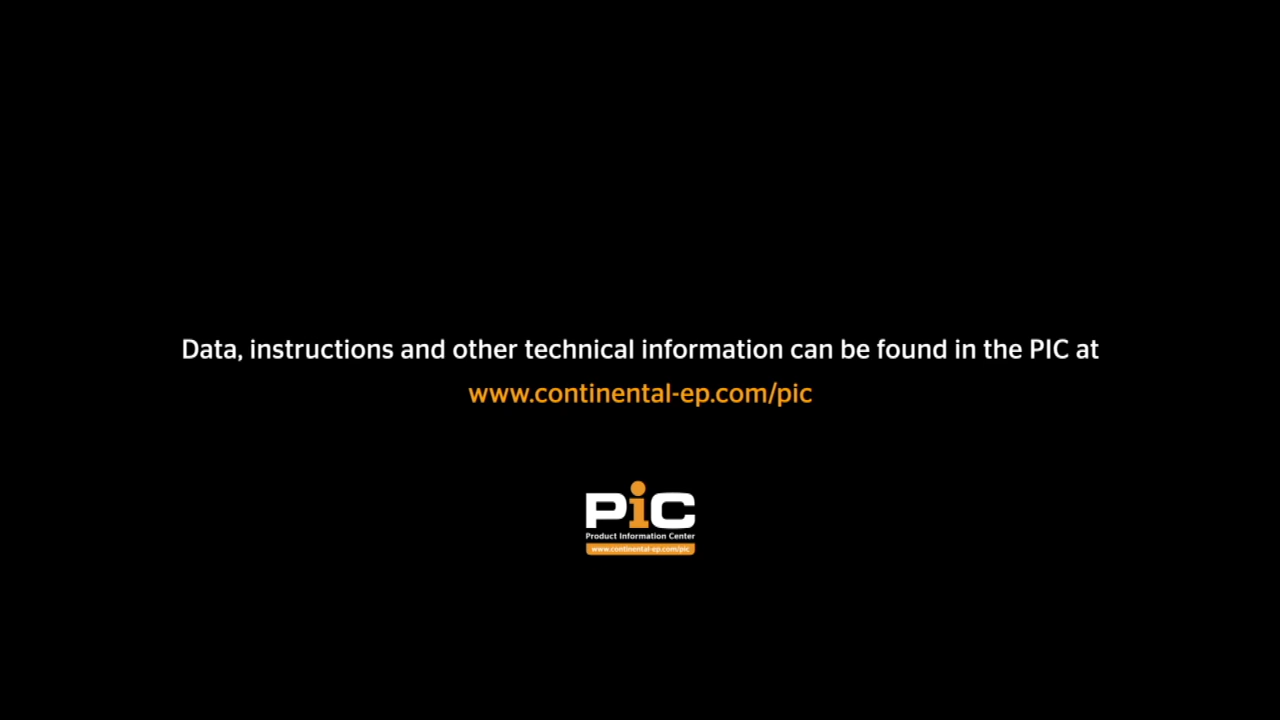 Data, instructions and other technical information can be found in the PIC at
www.continental-ep.com/pic
PiC
Product Information Center
www.continental-ep.com/pic